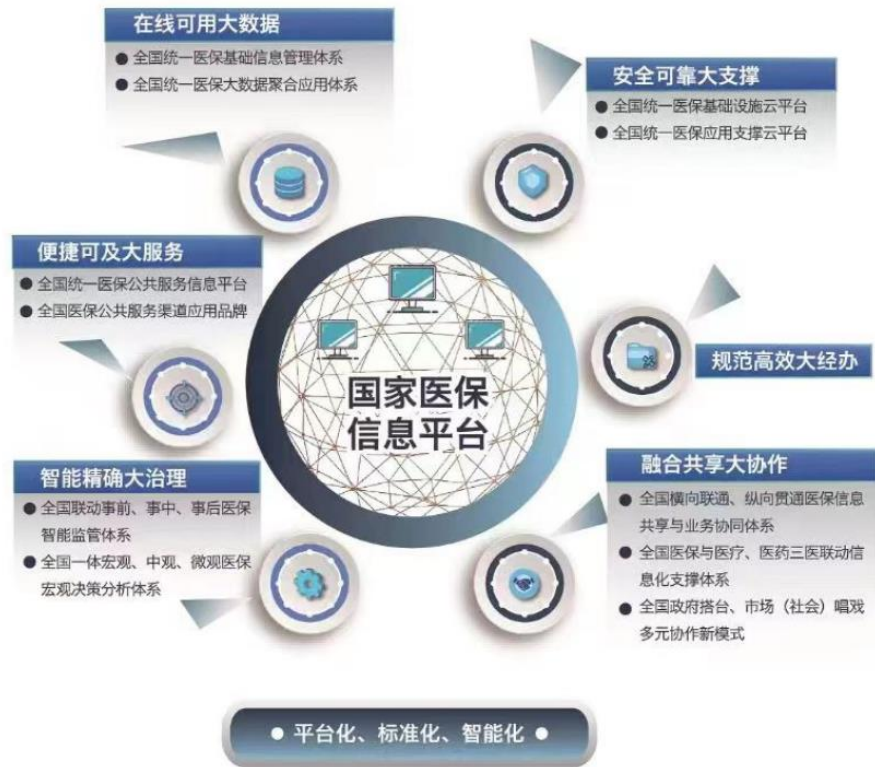 在线可用大数据
● 全国统一医保基础信息管理体系
● 全国统一医保大数据聚合应用体系
安全可靠大支撑
● 全国统一医保基础设施云平台
● 全国统一医保应用支撑云平台
便捷可及大服务
● 全国统一医保公共服务信息平台
● 全国医保公共服务渠道应用品牌
国家医保
信息平台
规范高效大经办
智能精确大治理
● 全国联动事前、事中、事后医保
智能监管体系
● 全国一体宏观、中观、微观医保
宏观决策分析体系
融合共享大协作
● 全国横向联通、纵向贯通医保信息
共享与业务协同体系
● 全国医保与医疗、医药三医联动信
息化支撑体系
● 全国政府搭台、市场（社会）唱戏
多元协作新模式
● 平台化、标准化、智能化 ●